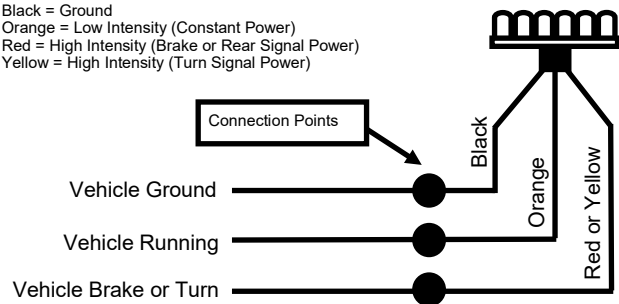 Black = Ground
Orange = Low Intensity (Constant Power)
Red = High Intensity (Brake or Rear Signal Power)
Yellow = High Intensity (Turn Signal Power)
Connection Points
Black
Orange
Red or Yellow
Vehicle Ground
Vehicle Running
Vehicle Brake or Turn